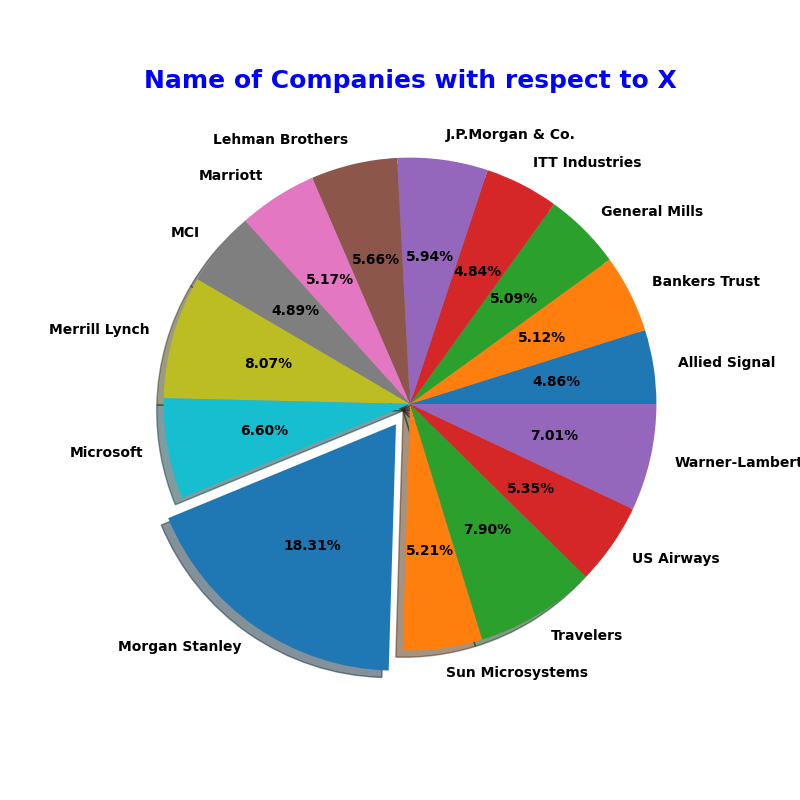 Name of Companies with respect to X
J.P.Morgan & Co.
Lehman Brothers
ITT Industries
Marriott
General Mills
MCI
Bankers Trust
Merrill Lynch
Allied Signal
Microsoft
Warner-Lambert
US Airways
Morgan Stanley
Travelers
Sun Microsystems
5.94%
5.66%
4.84%
5.17%
5.09%
4.89%
5.12%
8.07%
4.86%
6.60%
7.01%
5.35%
7.90%
18.31%
5.21%